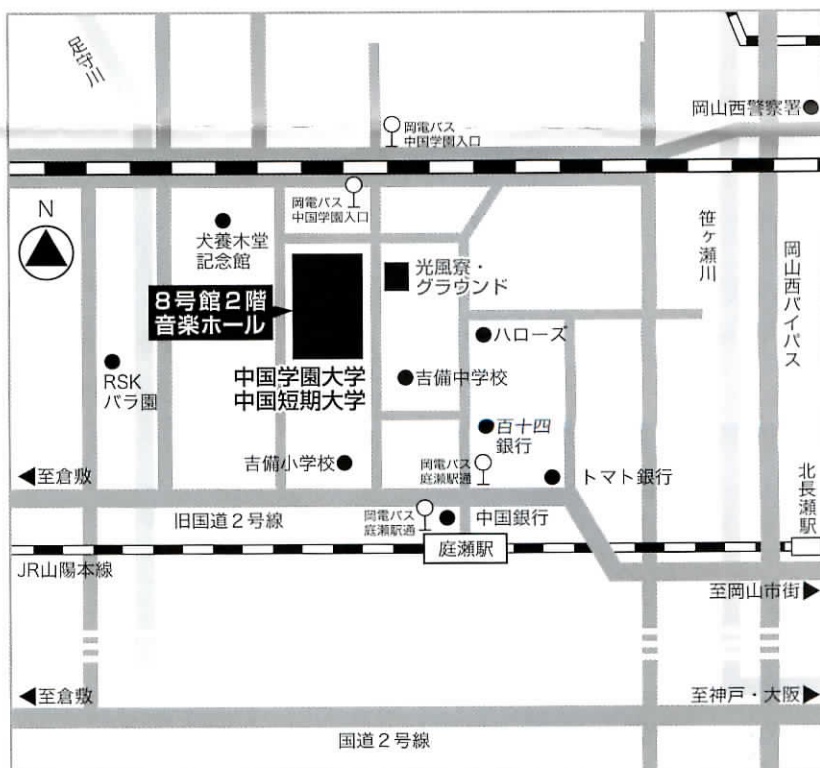 足守川
岡山西警察署
岡電バス
中国学園入口
岡電バス
中国学園入口
N
犬養木堂
記念館
笹ヶ瀬川
岡山西バイパス
光風寮・
グラウンド
8号館2階
音楽ホール
ハローズ
RSK
バラ園
中国学園大学
中国短期大学
吉備中学校
百十四
銀行
吉備小学校
岡電バス
庭瀬駅通
至倉敷
トマト銀行
北長瀬駅
旧国道2号線
岡電バス
庭瀬駅通
中国銀行
庭瀬駅
JR山陽本線
至岡山市街
至倉敷
至神戸・大阪
国道2号線